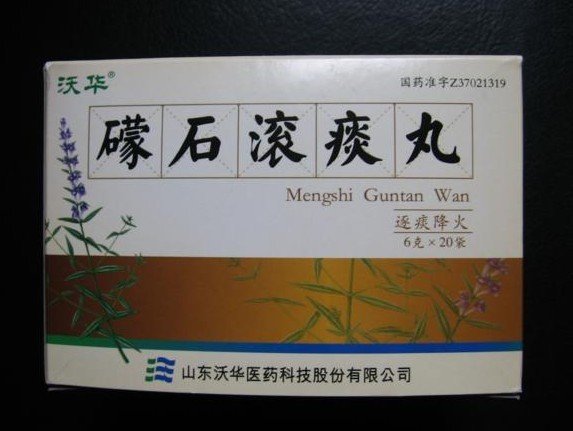 沃华®
国药准字Z37021319
礞石滚痰丸
Mengshi Guntan Wan
逐痰降火
6克×20袋
山东沃华医药科技股份有限公司